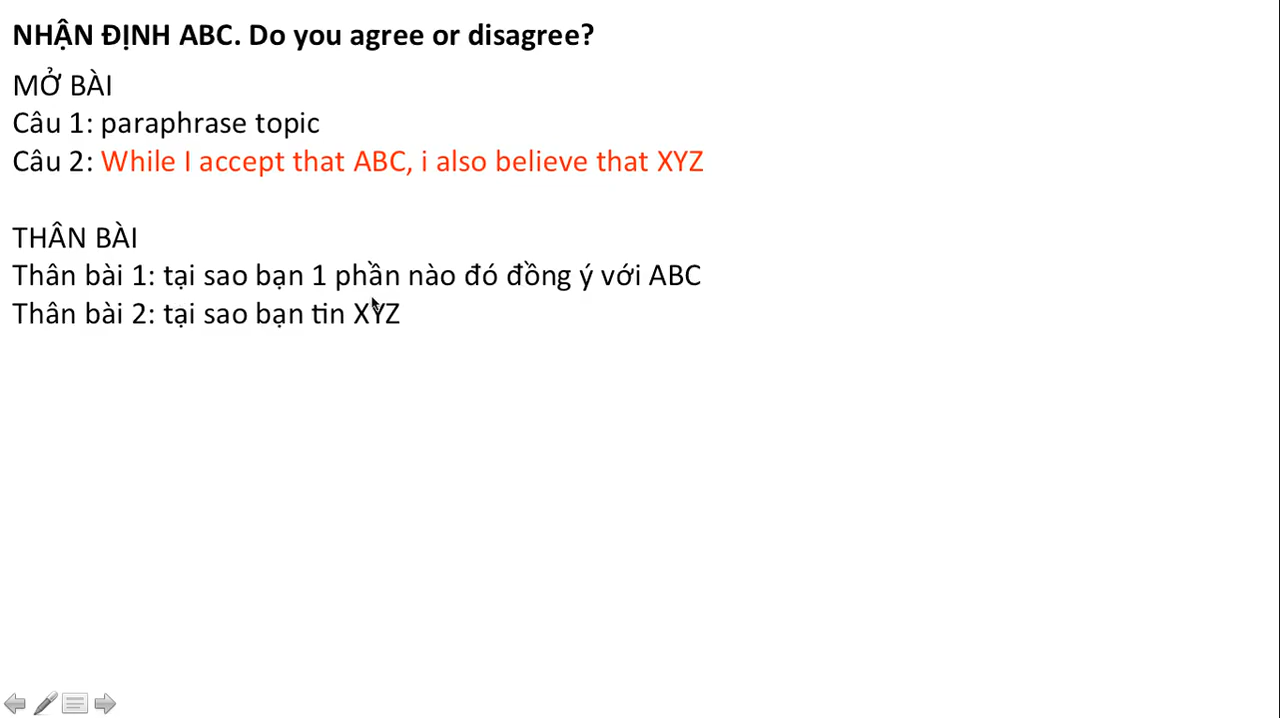 NHẬN ĐỊNH ABC. Do you agree or disagree?
MỞ BÀI
Câu 1: paraphrase topic
Câu 2: While I accept that ABC, i also believe that XYZ
THÂN BÀI
Thân bài 1: tại sao bạn 1 phần nào đó đồng ý với ABC
Thân bài 2: tại sao bạn tin XYZ